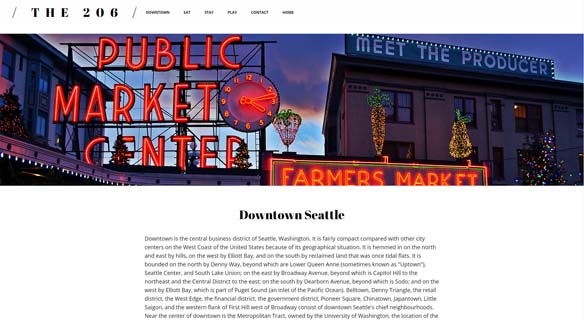 / THE 206 /
DOWNTOWN EAT STAY PLAY CONTACT HOME
PUBLIC
MARKET
CENTER
MEET THE PRODUCER
FARMERS MARKET
Downtown Seattle
Downtown is the central business district of Seattle, Washington. It is fairly compact compared with other city
centers on the West Coast of the United States because of its geographical situation. It is hemmed in on the north
and east by hills, on the west by Elliott Bay, and on the south by reclaimed land that was once tidal flats. It is
bounded on the north by Denny Way, beyond which are Lower Queen Anne (sometimes known as "Uptown"),
Seattle Center, and South Lake Union; on the east by Broadway Avenue, beyond which is Capitol Hill to the
northeast and the Central District to the east; on the south by Dearborn Avenue, beyond which is Sodo; and on the
west by Elliott Bay, which is part of Puget Sound (an inlet of the Pacific Ocean). Belltown, Denny Triangle, the retail
district, the West Edge, the financial district, the government district, Pioneer Square, Chinatown, Japantown, Little
Saigon, and the western flank of First Hill west of Broadway consist of downtown Seattle's chief neighbourhoods.
Near the center of downtown is the Metropolitan Tract, owned by the University of Washington, the location of the